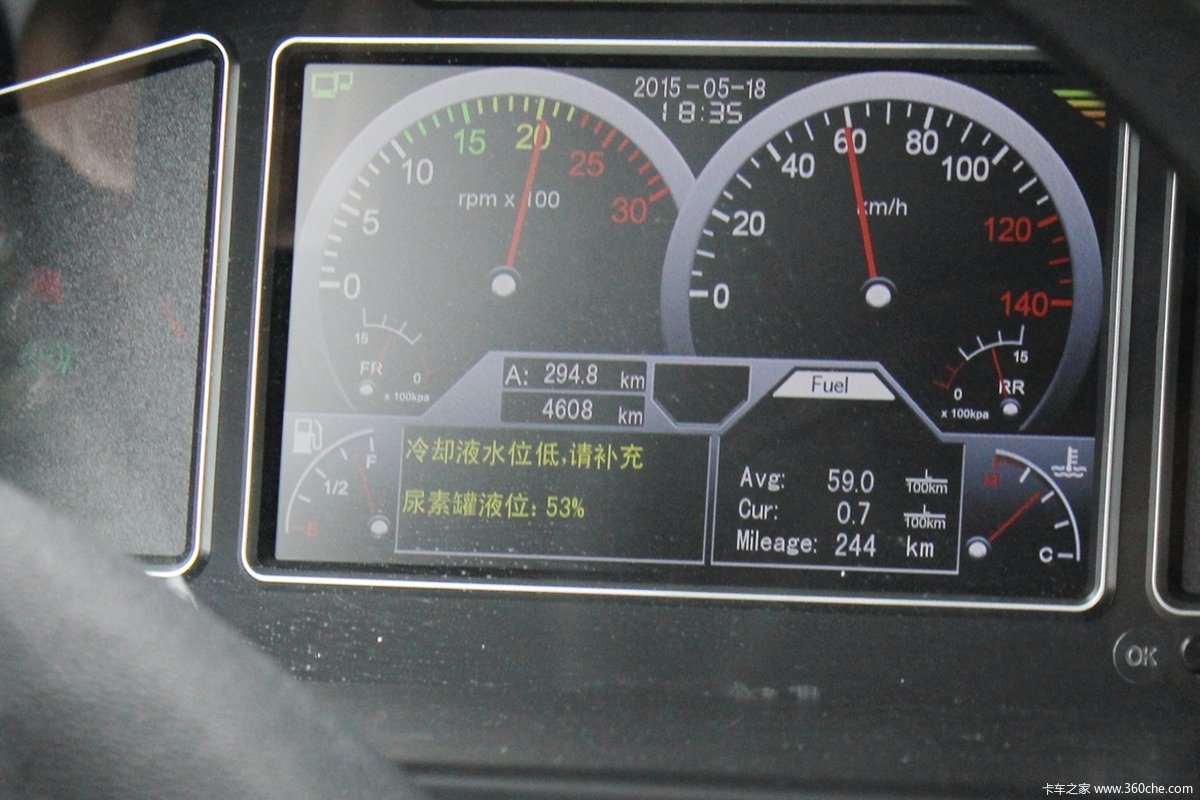 2015-05-18
18:35
0 5 10 15 20 25 30
rpm x 100
0 20 40 60 80 100 120 140
km/h
15
FR
0
x 100kpa
15
RR
0
x 100kpa
A: 294.8 km
4608 km
Fuel
F
1/2
E
冷却液水位低,请补充
尿素罐液位: 53%
Avg: 59.0 L/100km
Cur: 0.7 L/100km
Mileage: 244 km
H
C
OK
卡车之家 www.360che.com